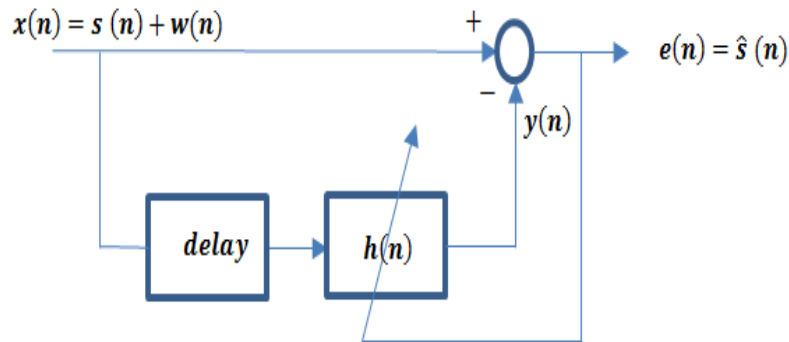 x(n) = s (n) + w(n)
+
e(n) = ŝ (n)
−
y(n)
delay
h(n)